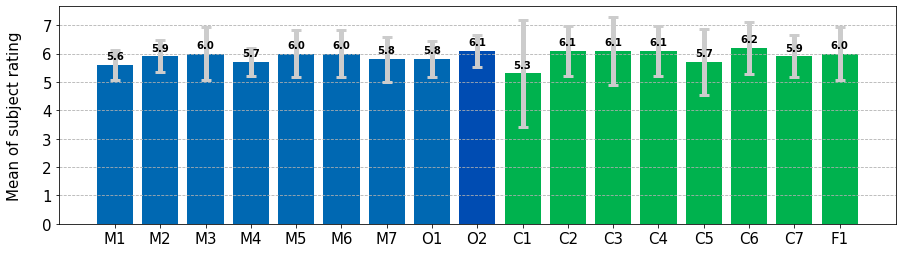 Mean of subject rating
7
6
5
4
3
2
1
0
5.6 5.9 6.0 5.7 6.0 6.0 5.8 5.8 6.1 5.3 6.1 6.1 6.1 5.7 6.2 5.9 6.0
M1 M2 M3 M4 M5 M6 M7 O1 O2 C1 C2 C3 C4 C5 C6 C7 F1